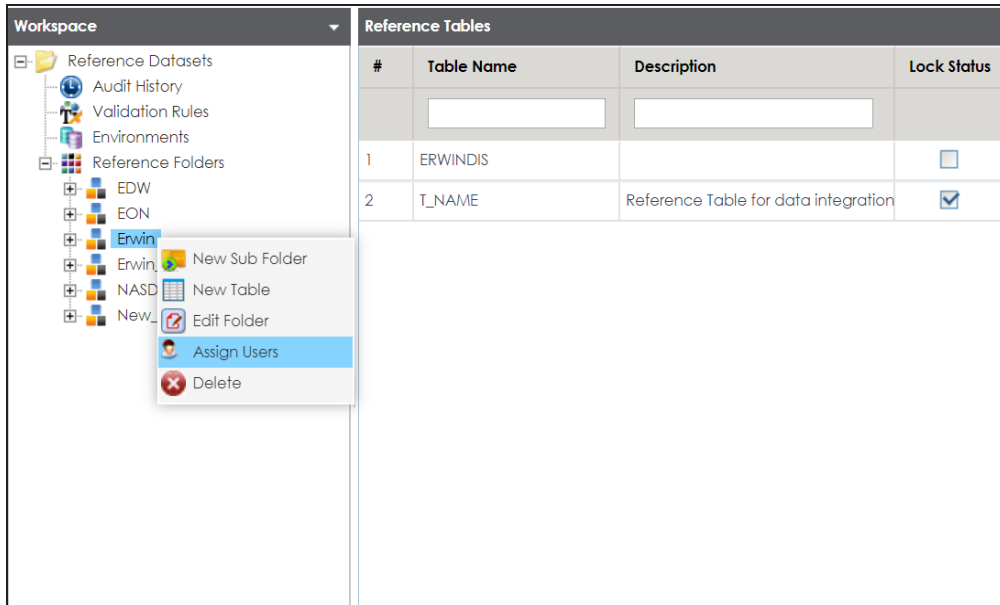 Workspace
Reference Datasets
Audit History
Validation Rules
Environments
Reference Folders
EDW
EON
Erwin
Erwin_
NASD
New_
New Sub Folder
New Table
Edit Folder
Assign Users
Delete
Reference Tables
# Table Name Description Lock Status
1 ERWINDIS
2 T_NAME Reference Table for data integration